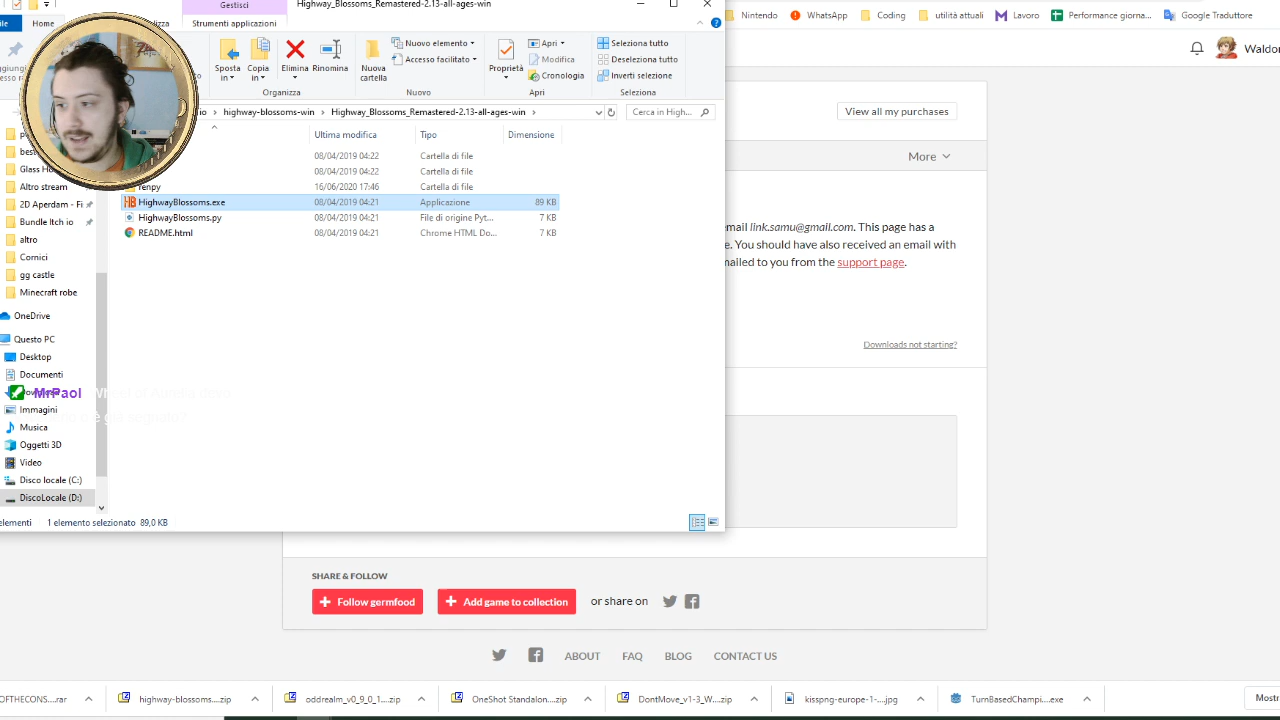 Gestisci
Highway_Blossoms_Remastered-2.13-all-ages-win
Home
Strumenti applicazioni
Sposta in
Copia in
Elimina
Rinomina
Nuova cartella
Nuovo elemento
Accesso facilitato
Proprietà
Apri
Modifica
Cronologia
Seleziona tutto
Deseleziona tutto
Inverti selezione
Organizza
Nuovo
Apri
Seleziona
highway-blossoms-win > Highway_Blossoms_Remastered-2.13-all-ages-win >
Cerca in High...
Ultima modifica Tipo Dimensione
08/04/2019 04:22 Cartella di file
08/04/2019 04:22 Cartella di file
renpy 16/06/2020 17:46 Cartella di file
HighwayBlossoms.exe 08/04/2019 04:21 Applicazione 89 KB
HighwayBlossoms.py 08/04/2019 04:21 File di origine Pyt... 7 KB
README.html 08/04/2019 04:21 Chrome HTML Do... 7 KB
Altro stream
2D Aperdam - Fi
Bundle Itch io
altro
Cornici
gg castle
Minecraft robe
OneDrive
Questo PC
Desktop
Documenti
Immagini
Musica
Oggetti 3D
Video
Disco locale (C:)
DiscoLocale (D:)
MrPaol
elementi 1 elemento selezionato 89,0 KB
Nintendo
WhatsApp
Coding
utilità attuali
Lavoro
Performance giorna...
Google Traduttore
Waldo
View all my purchases
More
email link.samu@gmail.com. This page has a
e. You should have also received an email with
mailed to you from the support page.
Downloads not starting?
SHARE & FOLLOW
Follow germfood
Add game to collection
or share on
ABOUT
FAQ
BLOG
CONTACT US
OFTHECONS....rar
highway-blossoms....zip
oddrealm_v0_9_0_1...zip
OneShot Standalon....zip
DontMove_v1-3_W....zip
kisspng-europe-1-....jpg
TurnBasedChampi....exe
Mostr